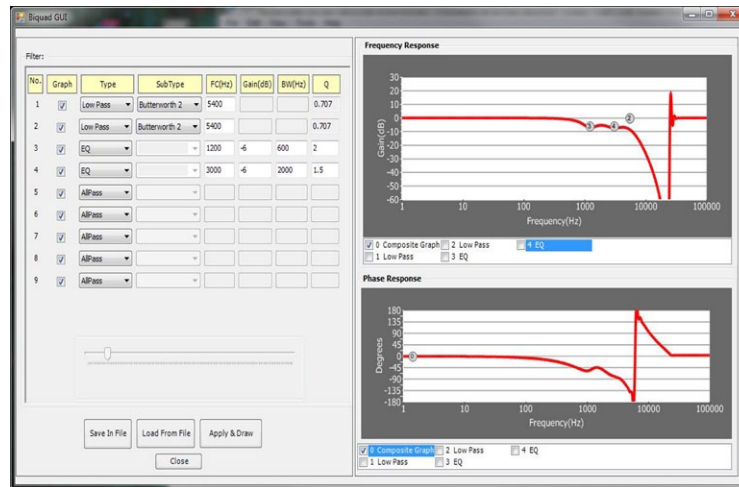 Biquad GUI
Filter:
No. Graph Type SubType FC(Hz) Gain(dB) BW(Hz) Q
1 Low Pass Butterworth 2 5400 0.707
2 Low Pass Butterworth 2 5400 0.707
3 EQ 1200 -6 600 2
4 EQ 3000 -6 2000 1.5
5 AllPass
6 AllPass
7 AllPass
8 AllPass
9 AllPass
Save In File Load From File Apply & Draw
Close
Frequency Response
Gain(dB)
30
20
10
0
-10
-20
-30
-40
-50
-60
3 4 2
1 10 100 1000 10000 100000
Frequency(Hz)
0 Composite Graph 2 Low Pass 4 EQ
1 Low Pass 3 EQ
Phase Response
Degrees
180
135
90
45
0
-45
-90
-135
-180
0
1 10 100 1000 10000 100000
Frequency(Hz)
0 Composite Graph 2 Low Pass 4 EQ
1 Low Pass 3 EQ